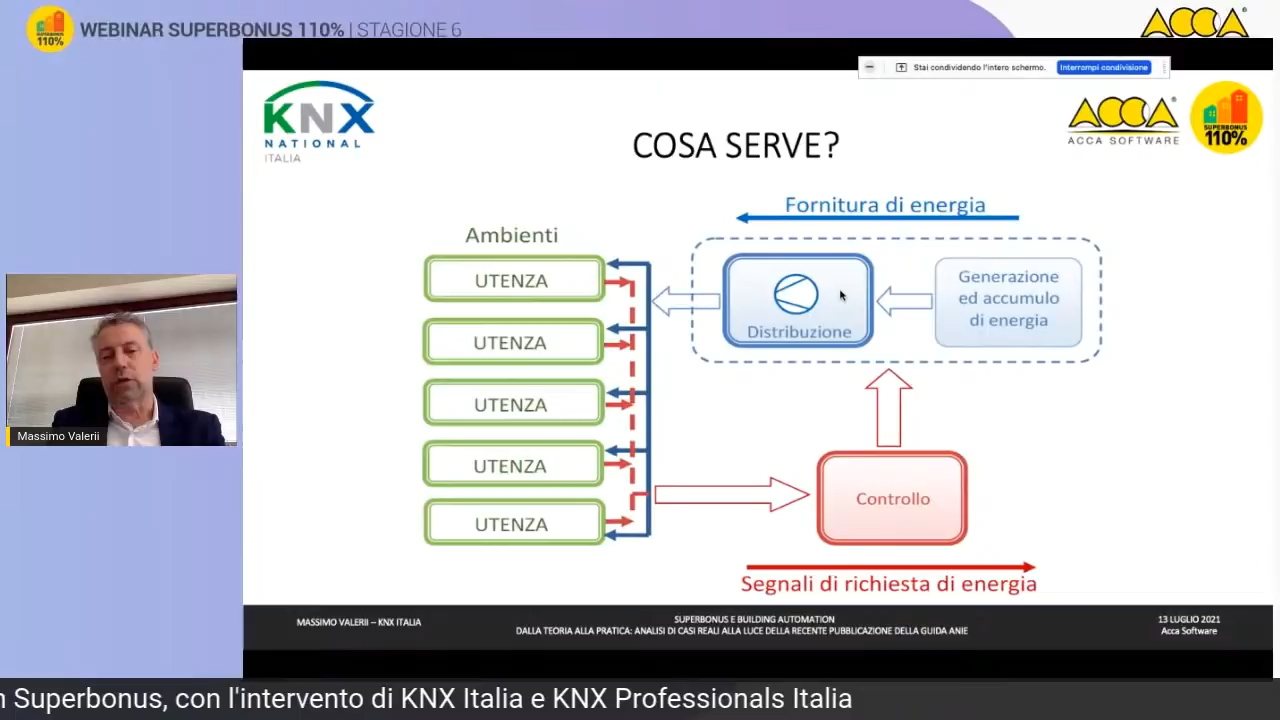 WEBINAR SUPERBONUS 110% | STAGIONE 6
110%
ACCA
Stai condividendo l'intero schermo. Interrompi condivisione
KNX
NATIONAL
ITALIA
COSA SERVE?
ACCA
ACCA SOFTWARE
SUPERBONUS
110%
Fornitura di energia
Ambienti
UTENZA
UTENZA
UTENZA
UTENZA
UTENZA
Distribuzione
Generazione
ed accumulo
di energia
Controllo
Segnali di richiesta di energia
Massimo Valerii
MASSIMO VALERII – KNX ITALIA
SUPERBONUS E BUILDING AUTOMATION
DALLA TEORIA ALLA PRATICA: ANALISI DI CASI REALI ALLA LUCE DELLA RECENTE PUBBLICAZIONE DELLA GUIDA ANIE
13 LUGLIO 2021
Acca Software
n Superbonus, con l'intervento di KNX Italia e KNX Professionals Italia